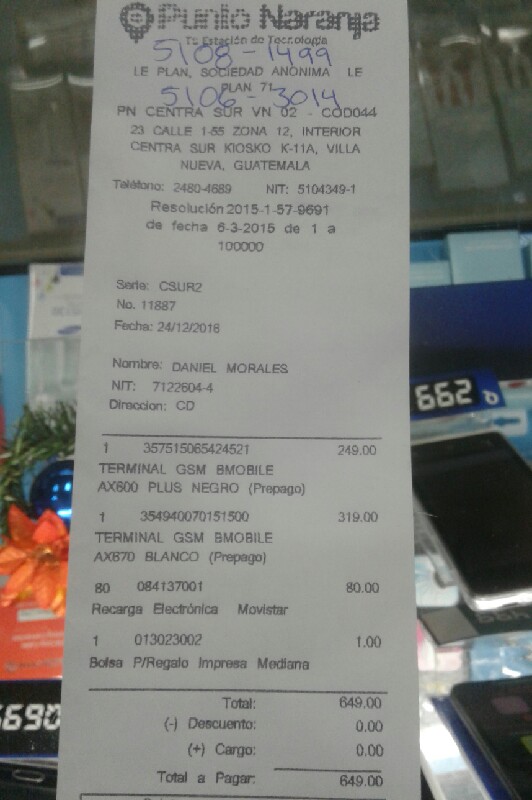 Punto Naranja
Tu Estación de Tecnología
5108-1499
LE PLAN, SOCIEDAD ANONIMA LE
PLAN 71
5106-3014
PN CENTRA SUR VN 02 - COD044
23 CALLE 1-55 ZONA 12, INTERIOR
CENTRA SUR KIOSKO K-11A, VILLA
NUEVA, GUATEMALA
Teléfono: 2480-4689 NIT: 5104349-1
Resolución 2015-1-57-9691
de fecha 6-3-2015 de 1 a
100000
Serie: CSUR2
No. 11887
Fecha: 24/12/2016
Nombre: DANIEL MORALES
NIT: 7122604-4
Direccion: CD
1 357515065424521 249.00
TERMINAL GSM BMOBILE
AX600 PLUS NEGRO (Prepago)
1 354940070151500 319.00
TERMINAL GSM BMOBILE
AX670 BLANCO (Prepago)
80 084137001 80.00
Recarga Electrónica Movistar
1 013023002 1.00
Bolsa P/Regalo Impresa Mediana
Total: 649.00
(-) Descuento: 0.00
(+) Cargo: 0.00
Total a Pagar: 649.00
662
6690